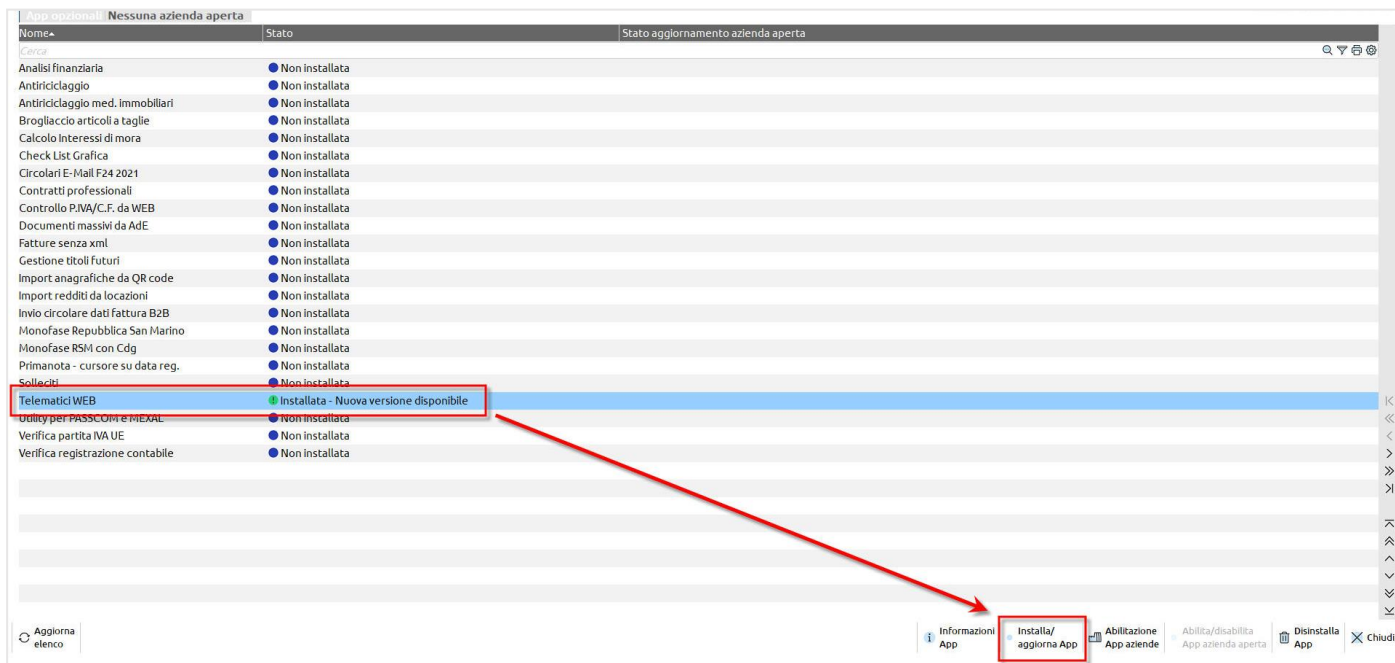 App opzionali Nessuna azienda aperta
Nome Stato Stato aggiornamento azienda aperta
Cerca
Analisi finanziaria Non installata
Antiriciclaggio Non installata
Antiriciclaggio med. immobiliari Non installata
Brogliaccio articoli a taglie Non installata
Calcolo Interessi di mora Non installata
Check List Grafica Non installata
Circolari E-Mail F24 2021 Non installata
Contratti professionali Non installata
Controllo P.IVA/C.F. da WEB Non installata
Documenti massivi da AdE Non installata
Fatture senza xml Non installata
Gestione titoli futuri Non installata
Import anagrafiche da QR code Non installata
Import redditi da locazioni Non installata
Invio circolare dati fattura B2B Non installata
Monofase Repubblica San Marino Non installata
Monofase RSM con Cdg Non installata
Primanota - cursore su data reg. Non installata
Solleciti Non installata
Telematici WEB Installata - Nuova versione disponibile
Utility per PASSCOM e MEXAL Non installata
Verifica partita IVA UE Non installata
Verifica registrazione contabile Non installata
Aggiorna elenco
Informazioni App
Installa/ aggiorna App
Abilitazione App aziende
Abilita/disabilita App azienda aperta
Disinstalla App
Chiudi